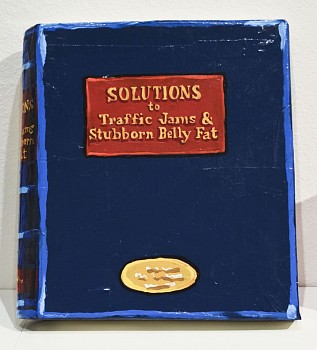 SOLUTIONS
to
Traffic Jams &
Stubborn Belly Fat